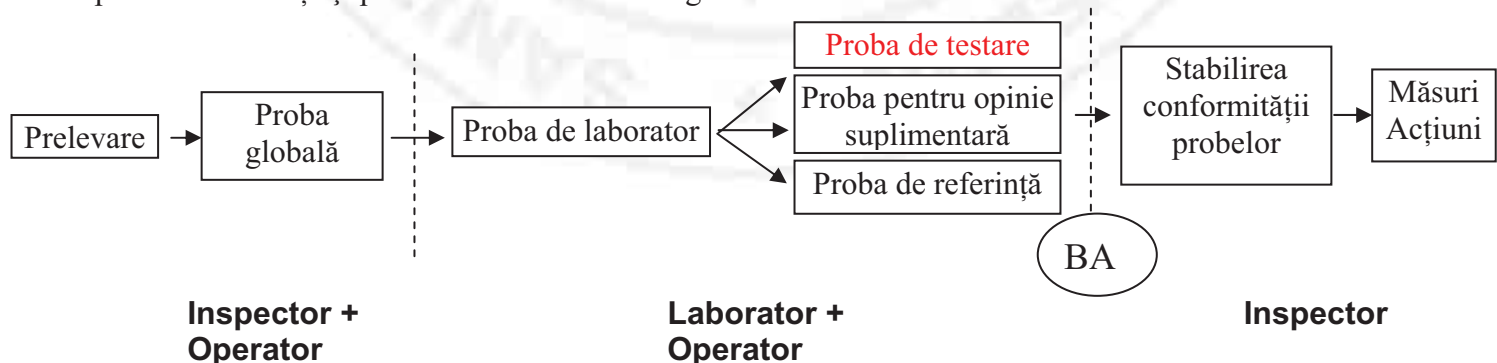 Proba de testare
Prelevare
Proba
globală
Proba de laborator
Proba pentru opinie
suplimentară
Proba de referință
Stabilirea
conformității
probelor
Măsuri
Acțiuni
BA
Inspector +
Operator
Laborator +
Operator
Inspector